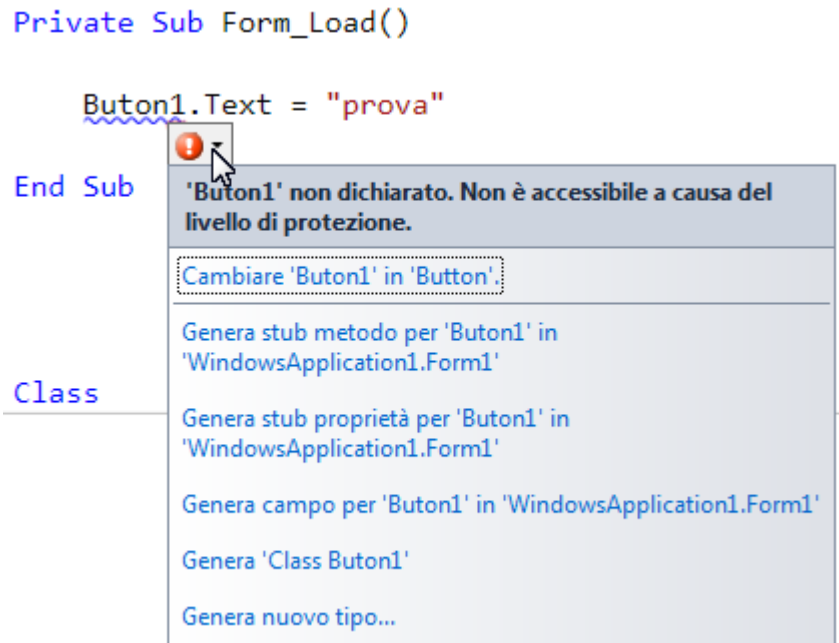 Private Sub Form_Load()
Buton1.Text = "prova"
End Sub
'Buton1' non dichiarato. Non è accessibile a causa del
livello di protezione.
Cambiare 'Buton1' in 'Button'.
Genera stub metodo per 'Buton1' in
'WindowsApplication1.Form1'
Class
Genera stub proprietà per 'Buton1' in
'WindowsApplication1.Form1'
Genera campo per 'Buton1' in 'WindowsApplication1.Form1'
Genera 'Class Buton1'
Genera nuovo tipo...